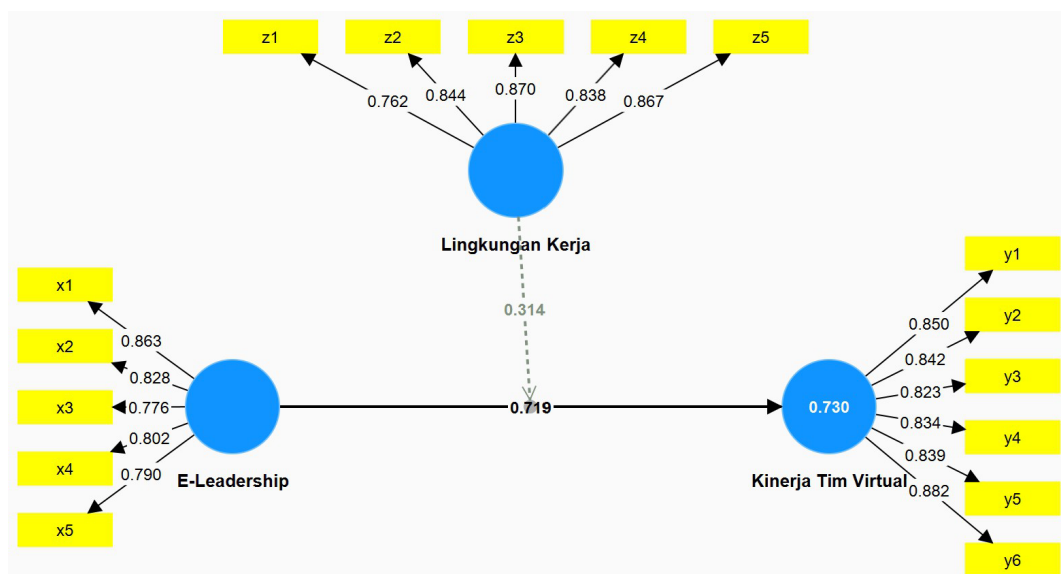 z1
z2
z3
z4
z5
0.762
0.844
0.870
0.838
0.867
Lingkungan Kerja
0.314
x1
x2
x3
x4
x5
0.863
0.828
0.776
0.802
0.790
E-Leadership
0.719
0.730
Kinerja Tim Virtual
0.850
0.842
0.823
0.834
0.839
0.882
y1
y2
y3
y4
y5
y6